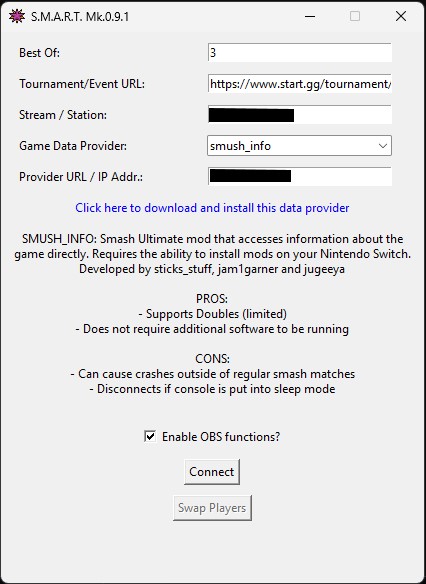 S.M.A.R.T. Mk.0.9.1
Best Of:
3
Tournament/Event URL:
https://www.start.gg/tournament/
Stream / Station:
Game Data Provider:
smush_info
Provider URL / IP Addr.:
Click here to download and install this data provider
SMUSH_INFO: Smash Ultimate mod that accesses information about the
game directly. Requires the ability to install mods on your Nintendo Switch.
Developed by sticks_stuff, jam1garner and jugeeya
PROS:
- Supports Doubles (limited)
- Does not require additional software to be running
CONS:
- Can cause crashes outside of regular smash matches
- Disconnects if console is put into sleep mode
Enable OBS functions?
Connect
Swap Players